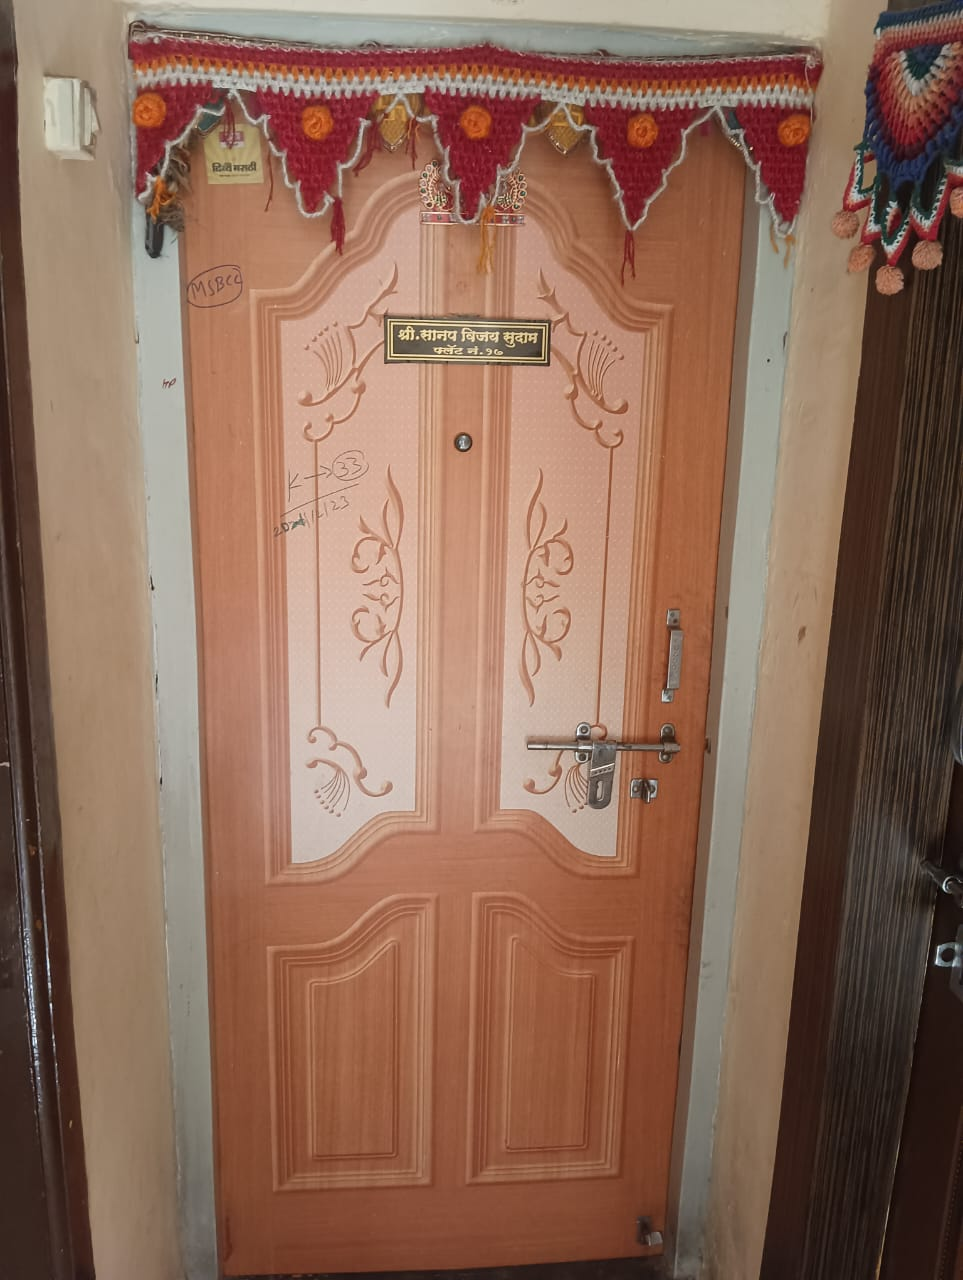 दिव्य मराठी
MSBCC
श्री.सानप विजय सुदाम
फ्लॅट नं.१७
K→33